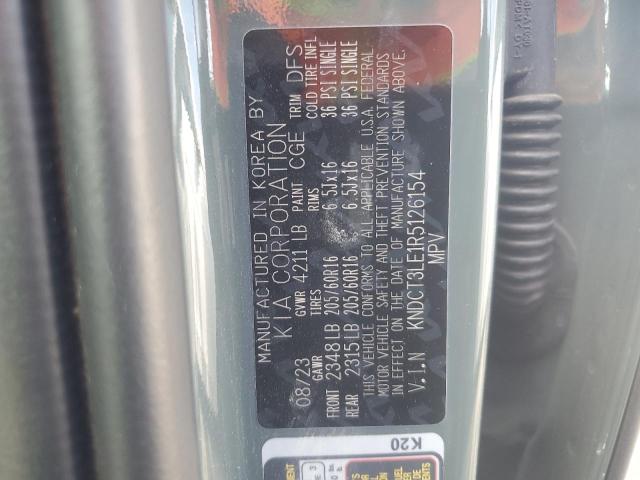 MANUFACTURED IN KOREA BY
KIA CORPORATION
08/23 GVWR 4211 LB PAINT CGE TRIM DFS
GAWR TIRES RIMS COLD TIRE INFL
FRONT 2348 LB 205/60R16 6.5Jx16 36 PSI SINGLE
REAR 2315 LB 205/60R16 6.5Jx16 36 PSI SINGLE
THIS VEHICLE CONFORMS TO ALL APPLICABLE U.S.A. FEDERAL
MOTOR VEHICLE SAFETY AND THEFT PREVENTION STANDARDS
IN EFFECT ON THE DATE OF MANUFACTURE SHOWN ABOVE.
V.I.N KNDCT3LE1R5126154
MPV
K20